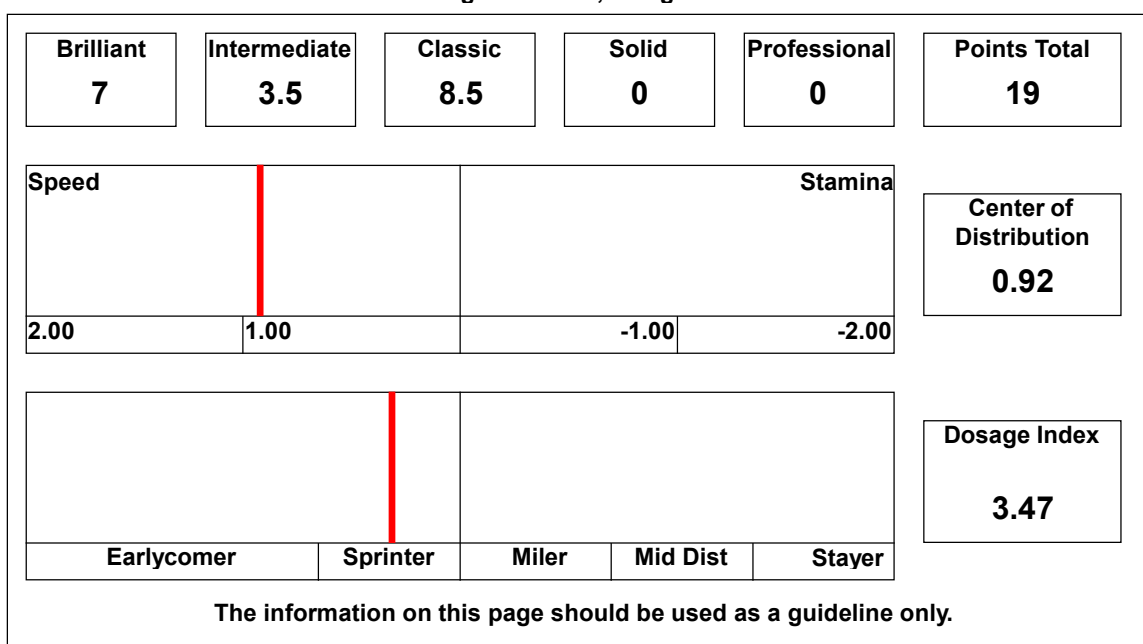 Brilliant Intermediate Classic Solid Professional Points Total
7 3.5 8.5 0 0 19
Speed Stamina
Center of
Distribution
0.92
2.00 1.00 -1.00 -2.00
Dosage Index
3.47
Earlycomer Sprinter Miler Mid Dist Stayer
The information on this page should be used as a guideline only.